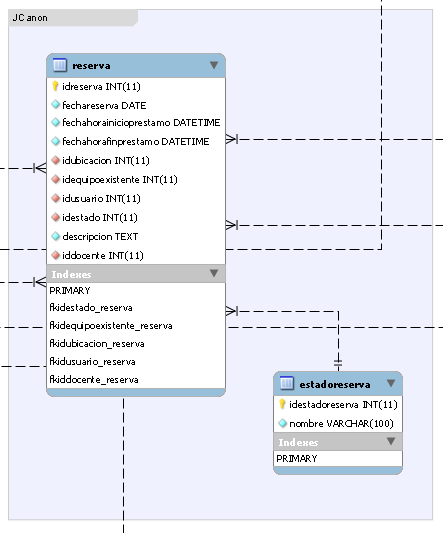 JCanon
reserva
idreserva INT(11)
fechareserva DATE
fechahorainicioprestamo DATETIME
fechahorafinprestamo DATETIME
idubicacion INT(11)
idequipoexistente INT(11)
idusuario INT(11)
idestado INT(11)
descripcion TEXT
iddocente INT(11)
Indexes
PRIMARY
fkidestado_reserva
fkidequipoexistente_reserva
fkidubicacion_reserva
fkidusuario_reserva
fkiddocente_reserva
estadoreserva
idestadoreserva INT(11)
nombre VARCHAR(100)
Indexes
PRIMARY